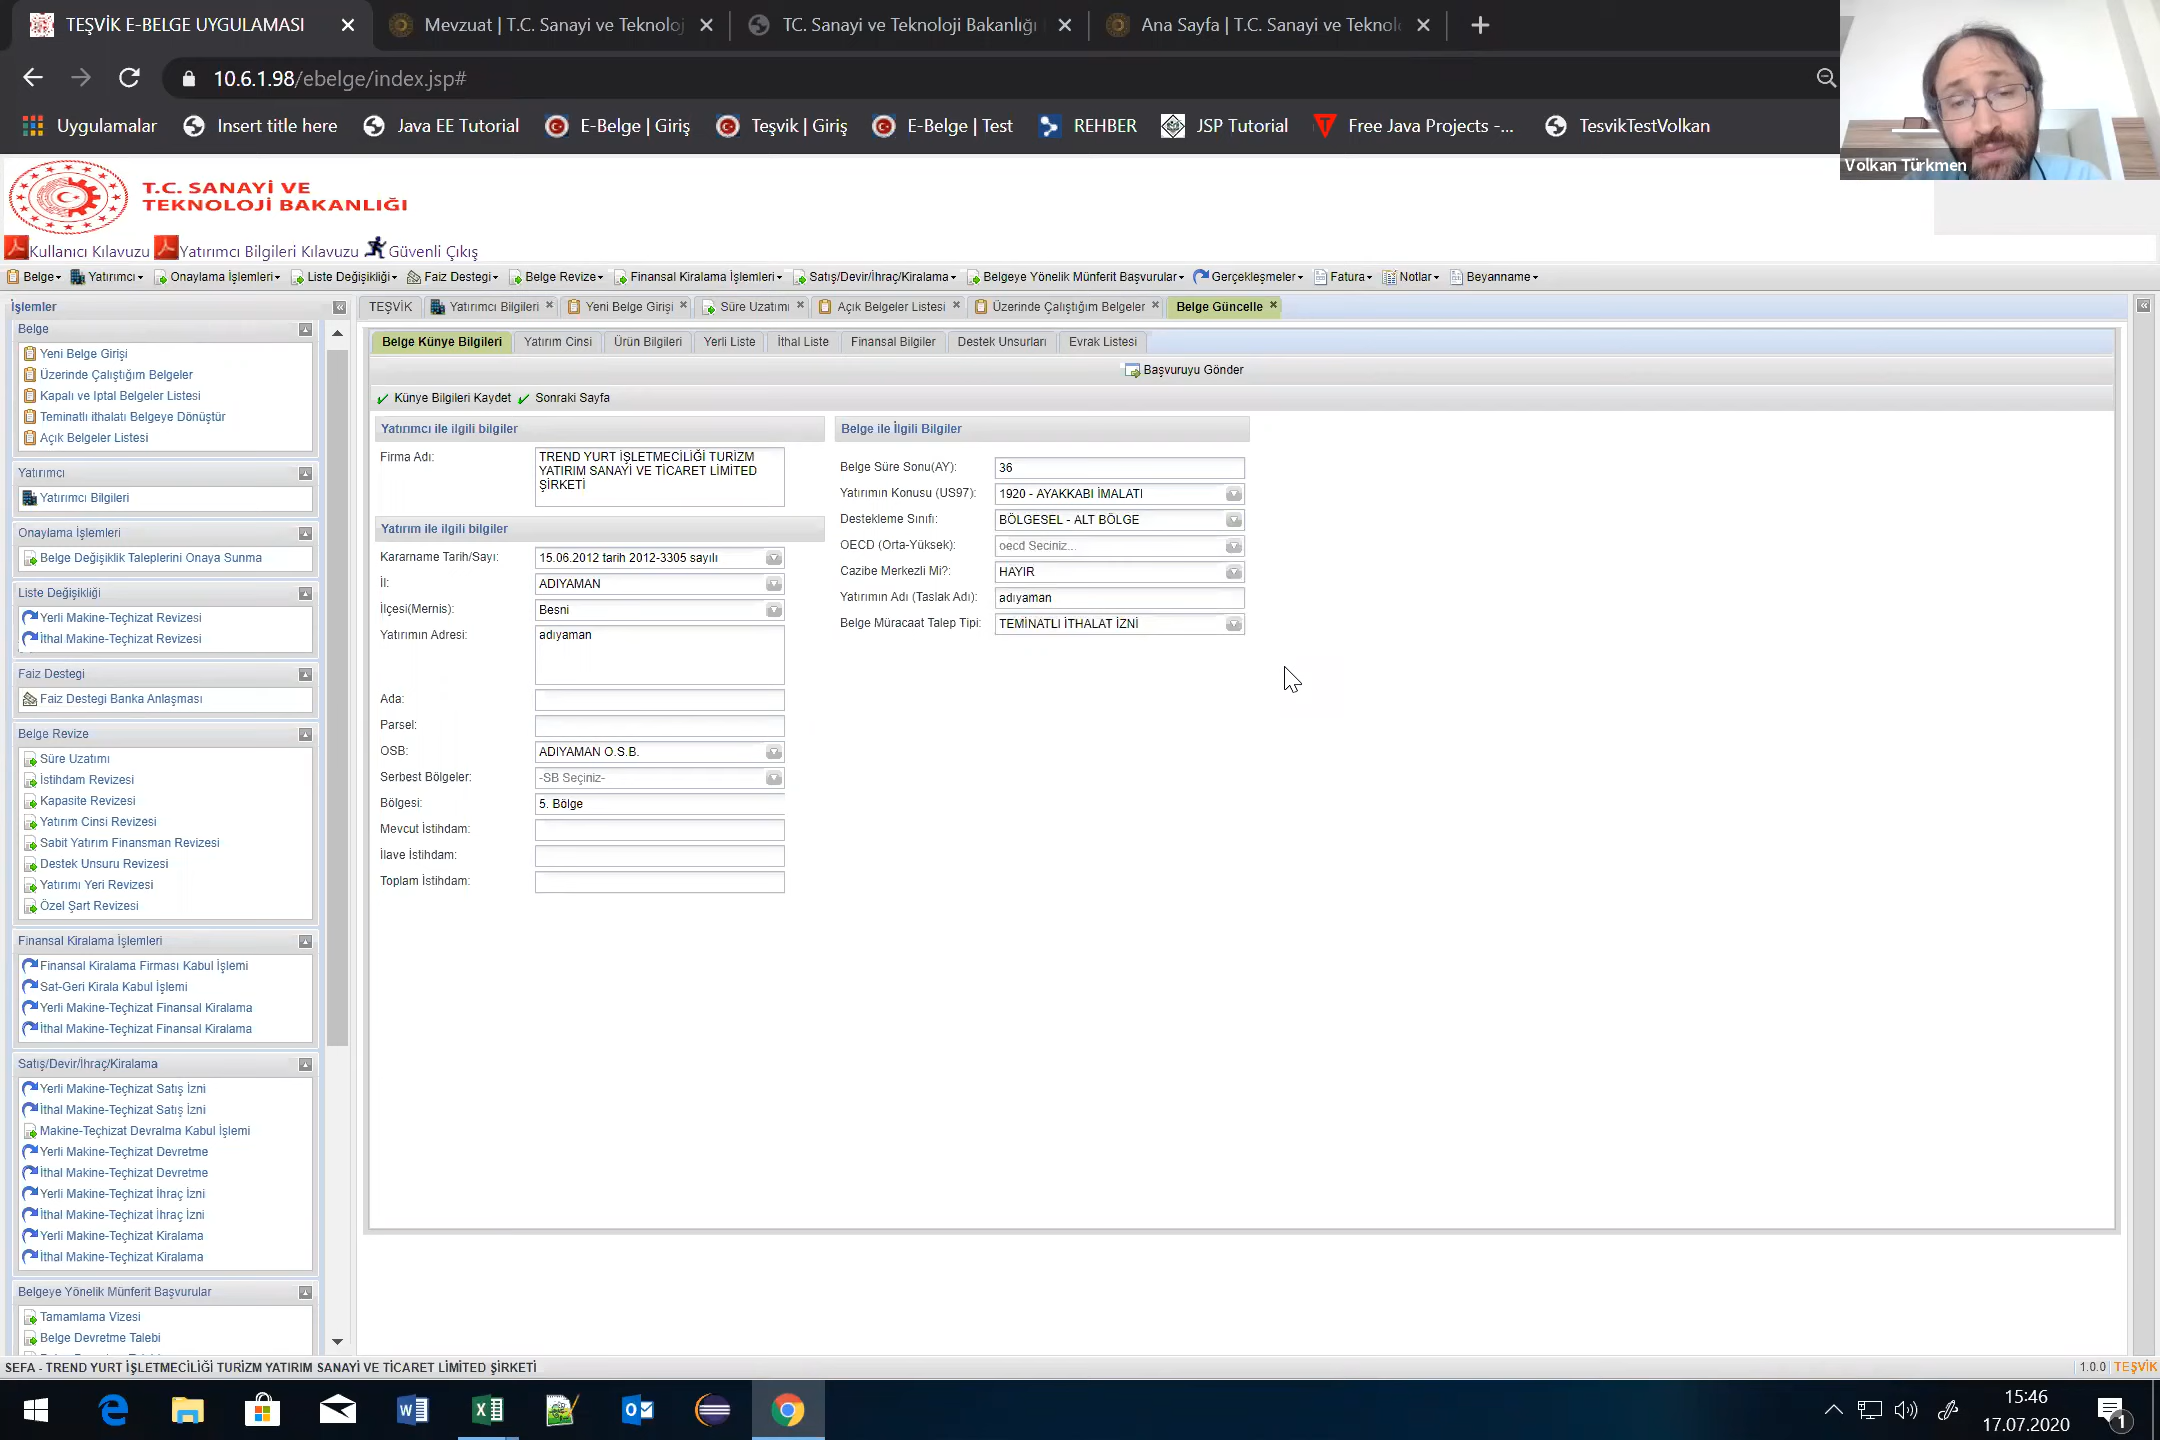 TEŞVİK E-BELGE UYGULAMASI
Mevzuat | T.C. Sanayi ve Teknoloj
TC. Sanayi ve Teknoloji Bakanlığı
Ana Sayfa | T.C. Sanayi ve Teknol
10.6.1.98/ebelge/index.jsp#
Uygulamalar
Insert title here
Java EE Tutorial
E-Belge | Giriş
Teşvik | Giriş
E-Belge | Test
REHBER
JSP Tutorial
Free Java Projects -...
TesvikTestVolkan
Volkan Türkmen
T.C. SANAYİ VE
TEKNOLOJİ BAKANLIĞI
Kullanıcı Kılavuzu Yatırımcı Bilgileri Kılavuzu Güvenli Çıkış
Belge Yatırımcı Onaylama İşlemleri Liste Değişikliği Faiz Destegi Belge Revize Finansal Kiralama İşlemleri Satış/Devir/İhraç/Kiralama Belgeye Yönelik Münferit Başvurular Gerçekleşmeler Fatura Notlar Beyanname
İşlemler
Belge
Yeni Belge Girişi
Üzerinde Çalıştığım Belgeler
Kapalı ve Iptal Belgeler Listesi
Teminatlı ithalatı Belgeye Dönüştür
Açık Belgeler Listesi
Yatırımcı
Yatırımcı Bilgileri
Onaylama İşlemleri
Belge Değişiklik Taleplerini Onaya Sunma
Liste Değişikliği
Yerli Makine-Teçhizat Revizesi
İthal Makine-Teçhizat Revizesi
Faiz Destegi
Faiz Destegi Banka Anlaşması
Belge Revize
Süre Uzatımı
İstihdam Revizesi
Kapasite Revizesi
Yatırım Cinsi Revizesi
Sabit Yatırım Finansman Revizesi
Destek Unsuru Revizesi
Yatırımı Yeri Revizesi
Özel Şart Revizesi
Finansal Kiralama İşlemleri
Finansal Kiralama Firması Kabul İşlemi
Sat-Geri Kirala Kabul İşlemi
Yerli Makine-Teçhizat Finansal Kiralama
İthal Makine-Teçhizat Finansal Kiralama
Satış/Devir/İhraç/Kiralama
Yerli Makine-Teçhizat Satış İzni
İthal Makine-Teçhizat Satış İzni
Makine-Teçhizat Devralma Kabul İşlemi
Yerli Makine-Teçhizat Devretme
İthal Makine-Teçhizat Devretme
Yerli Makine-Teçhizat İhraç İzni
İthal Makine-Teçhizat İhraç İzni
Yerli Makine-Teçhizat Kiralama
İthal Makine-Teçhizat Kiralama
Belgeye Yönelik Münferit Başvurular
Tamamlama Vizesi
Belge Devretme Talebi
TEŞVİK Yatırımcı Bilgileri Yeni Belge Girişi Süre Uzatımı Açık Belgeler Listesi Üzerinde Çalıştığım Belgeler Belge Güncelle
Belge Künye Bilgileri Yatırım Cinsi Ürün Bilgileri Yerli Liste İthal Liste Finansal Bilgiler Destek Unsurları Evrak Listesi
Başvuruyu Gönder
Künye Bilgileri Kaydet Sonraki Sayfa
Yatırımcı ile ilgili bilgiler
Firma Adı:
TREND YURT İŞLETMECİLİĞİ TURİZM
YATIRIM SANAYİ VE TİCARET LİMİTED
ŞİRKETİ
Yatırım ile ilgili bilgiler
Kararname Tarih/Sayı: 15.06.2012 tarih 2012-3305 sayılı
İl: ADIYAMAN
İlçesi(Mernis): Besni
Yatırımın Adresi: adıyaman
Ada:
Parsel:
OSB: ADIYAMAN O.S.B.
Serbest Bölgeler: -SB Seçiniz-
Bölgesi: 5. Bölge
Mevcut İstihdam:
İlave İstihdam:
Toplam İstihdam:
Belge ile İlgili Bilgiler
Belge Süre Sonu(AY): 36
Yatırımın Konusu (US97): 1920 - AYAKKABI İMALATI
Destekleme Sınıfı: BÖLGESEL - ALT BÖLGE
OECD (Orta-Yüksek): oecd Seciniz...
Cazibe Merkezli Mi?: HAYIR
Yatırımın Adı (Taslak Adı): adıyaman
Belge Müracaat Talep Tipi: TEMİNATLI İTHALAT İZNİ
SEFA - TREND YURT İŞLETMECİLİĞİ TURİZM YATIRIM SANAYİ VE TİCARET LİMİTED ŞİRKETİ
1.0.0 TEŞVİK
15:46
17.07.2020
1